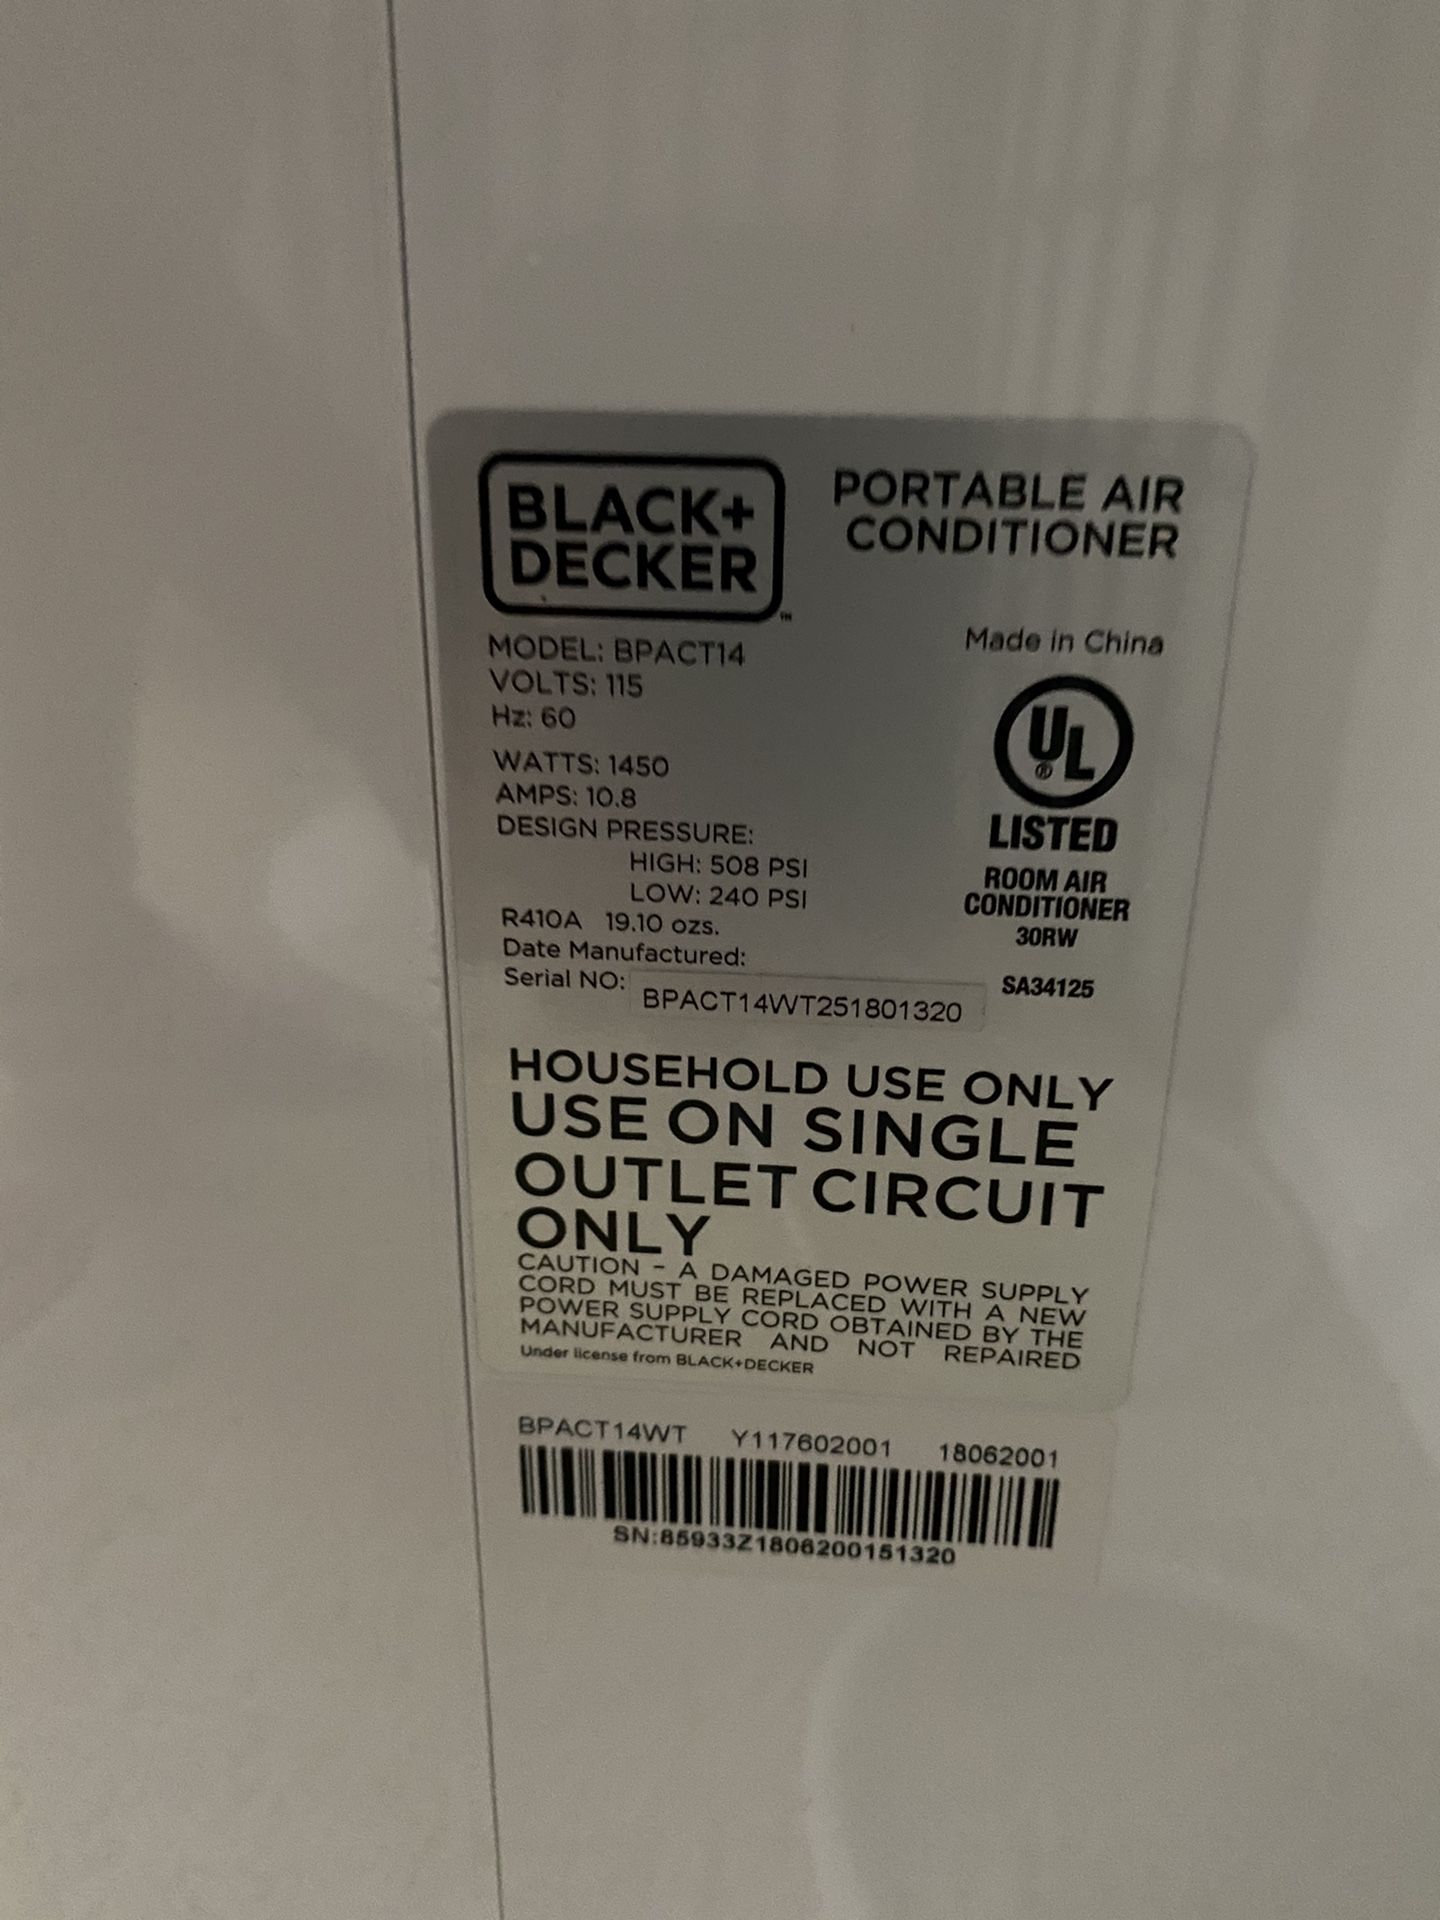 BLACK+
DECKER™
PORTABLE AIR
CONDITIONER
MODEL: BPACT14
VOLTS: 115
Hz: 60
WATTS: 1450
AMPS: 10.8
DESIGN PRESSURE:
HIGH: 508 PSI
LOW: 240 PSI
R410A 19.10 ozs.
Date Manufactured:
Serial NO: BPACT14WT251801320
Made in China
UL®
LISTED
ROOM AIR
CONDITIONER
30RW
SA34125
HOUSEHOLD USE ONLY
USE ON SINGLE
OUTLET CIRCUIT
ONLY
CAUTION - A DAMAGED POWER SUPPLY
CORD MUST BE REPLACED WITH A NEW
POWER SUPPLY CORD OBTAINED BY THE
MANUFACTURER AND NOT REPAIRED
Under license from BLACK+DECKER
BPACT14WT Y117602001 18062001
SN:85933Z1806200151320